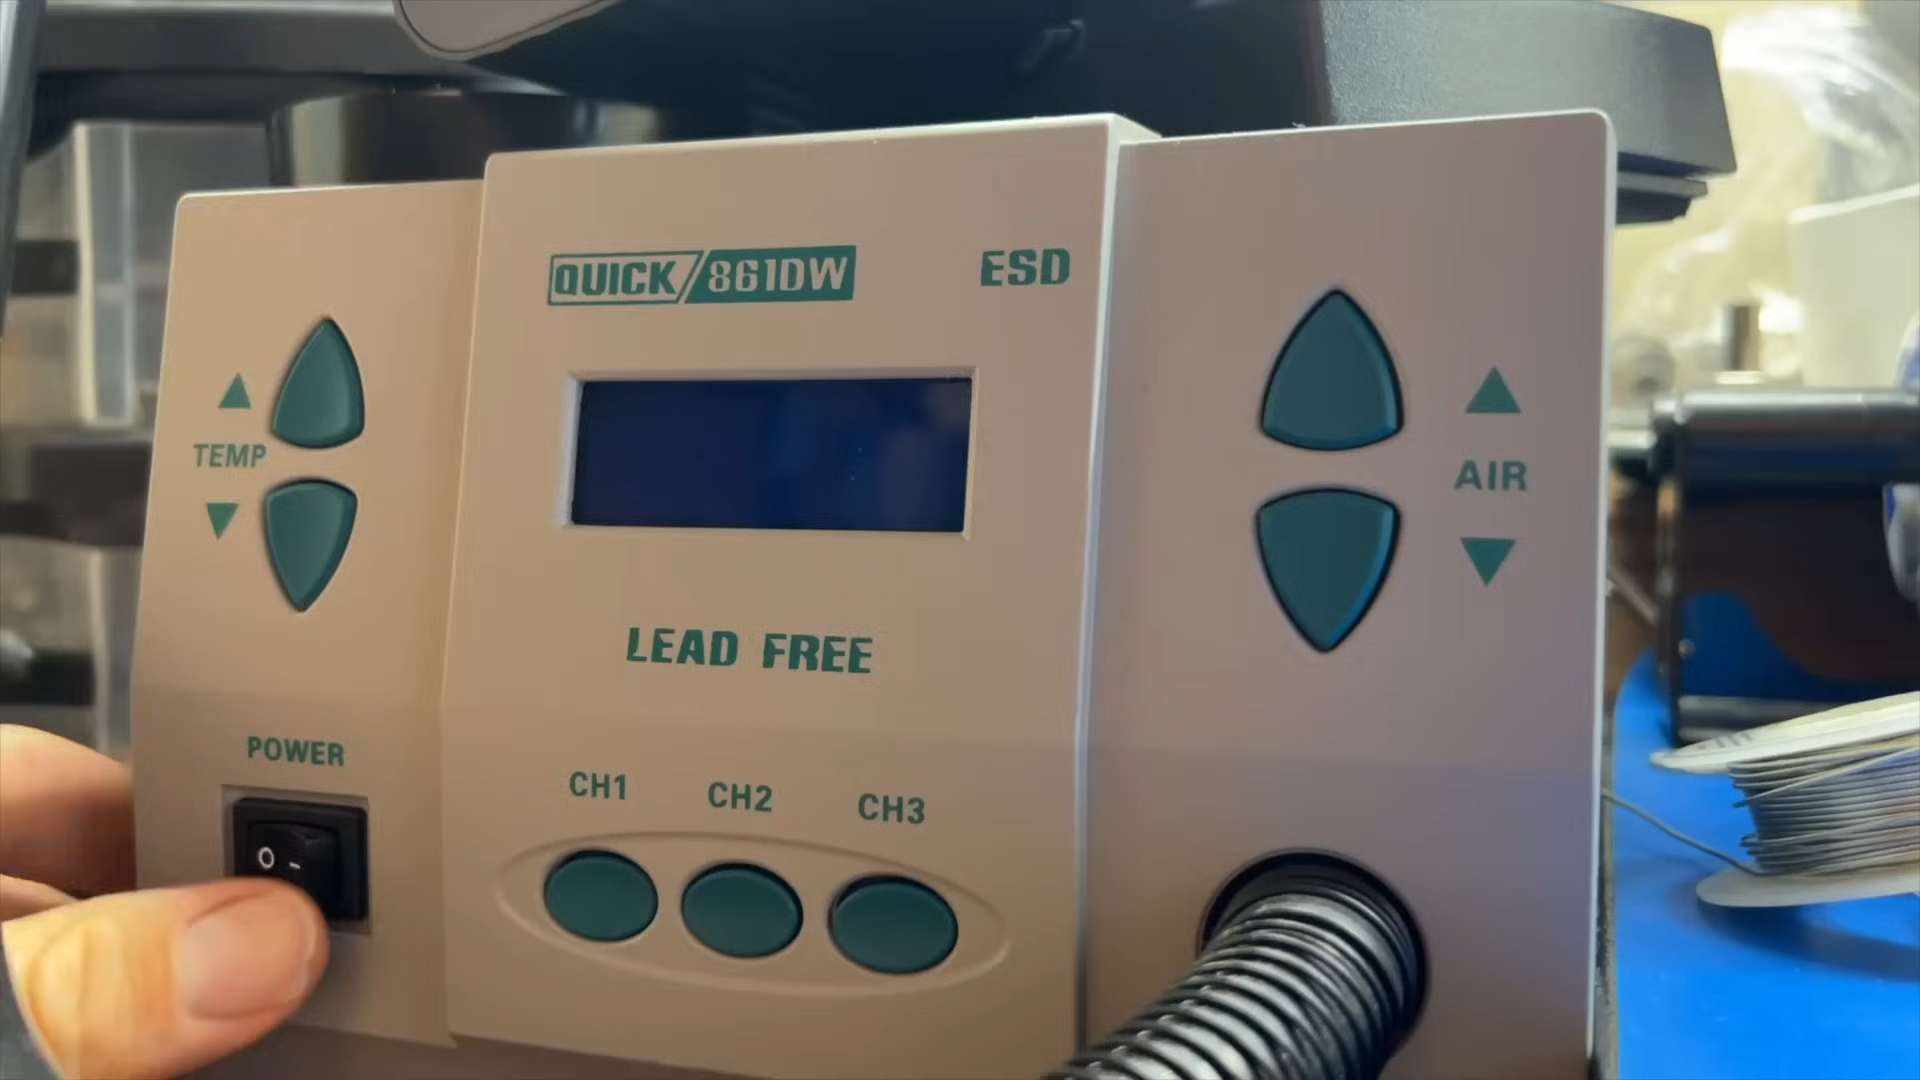 QUICK 861DW
ESD
TEMP
AIR
LEAD FREE
POWER
CH1 CH2 CH3
O -